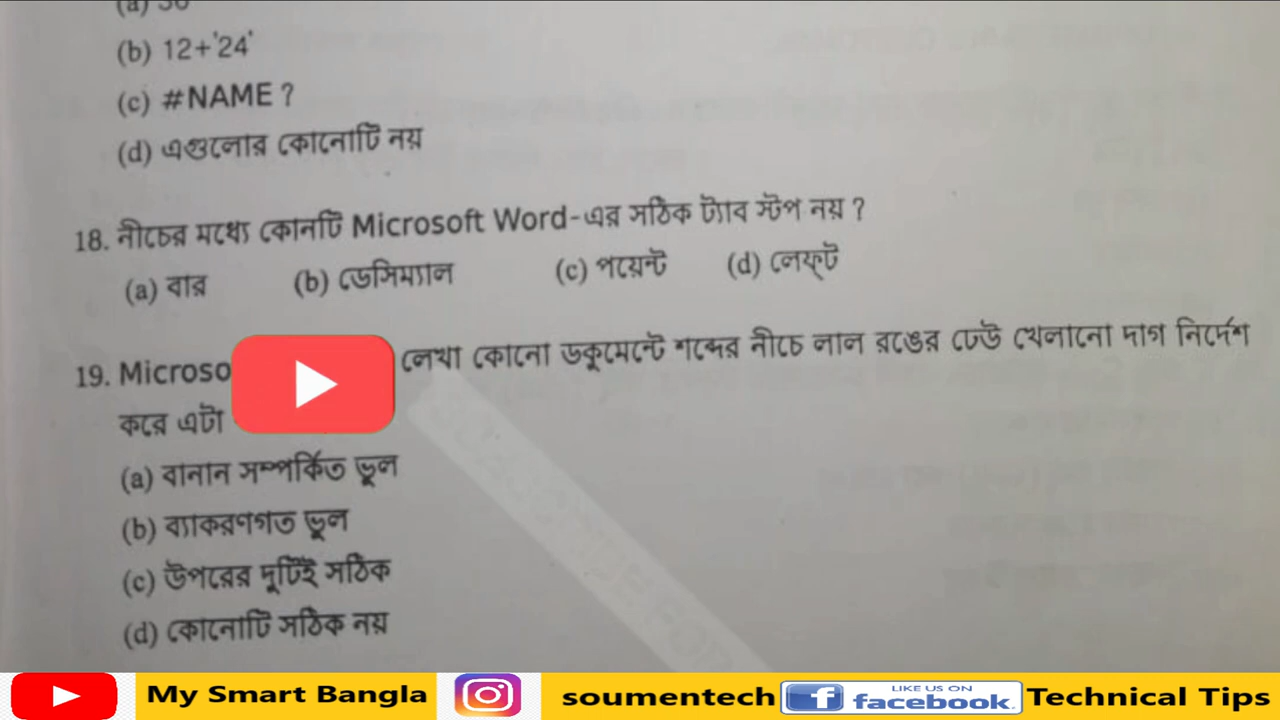 (a) 36
(b) 12+'24'
(c) #NAME ?
(d) এগুলোর কোনোটি নয়
18. নীচের মধ্যে কোনটি Microsoft Word-এর সঠিক ট্যাব স্টপ নয় ?
(a) বার (b) ডেসিম্যাল (c) পয়েন্ট (d) লেফ্‌ট
19. Microso লেখা কোনো ডকুমেন্টে শব্দের নীচে লাল রঙের ঢেউ খেলানো দাগ নির্দেশ
করে এটা
(a) বানান সম্পর্কিত ভুল
(b) ব্যাকরণগত ভুল
(c) উপরের দুটিই সঠিক
(d) কোনোটি সঠিক নয়
My Smart Bangla soumentech LIKE US ON facebook. Technical Tips